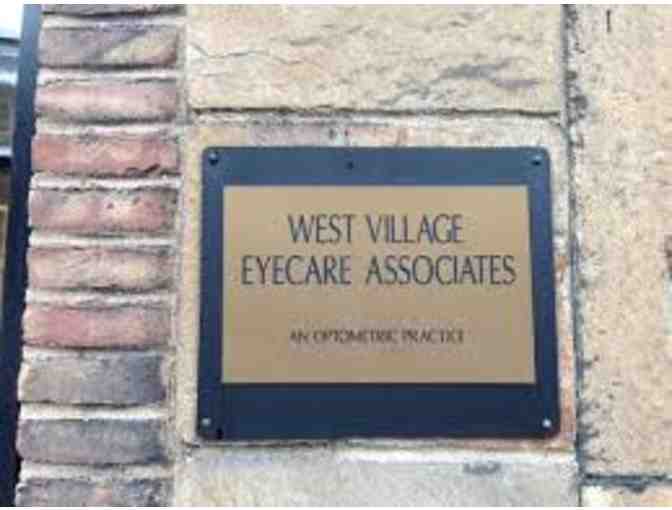 WEST VILLAGE
EYECARE ASSOCIATES
AN OPTOMETRIC PRACTICE